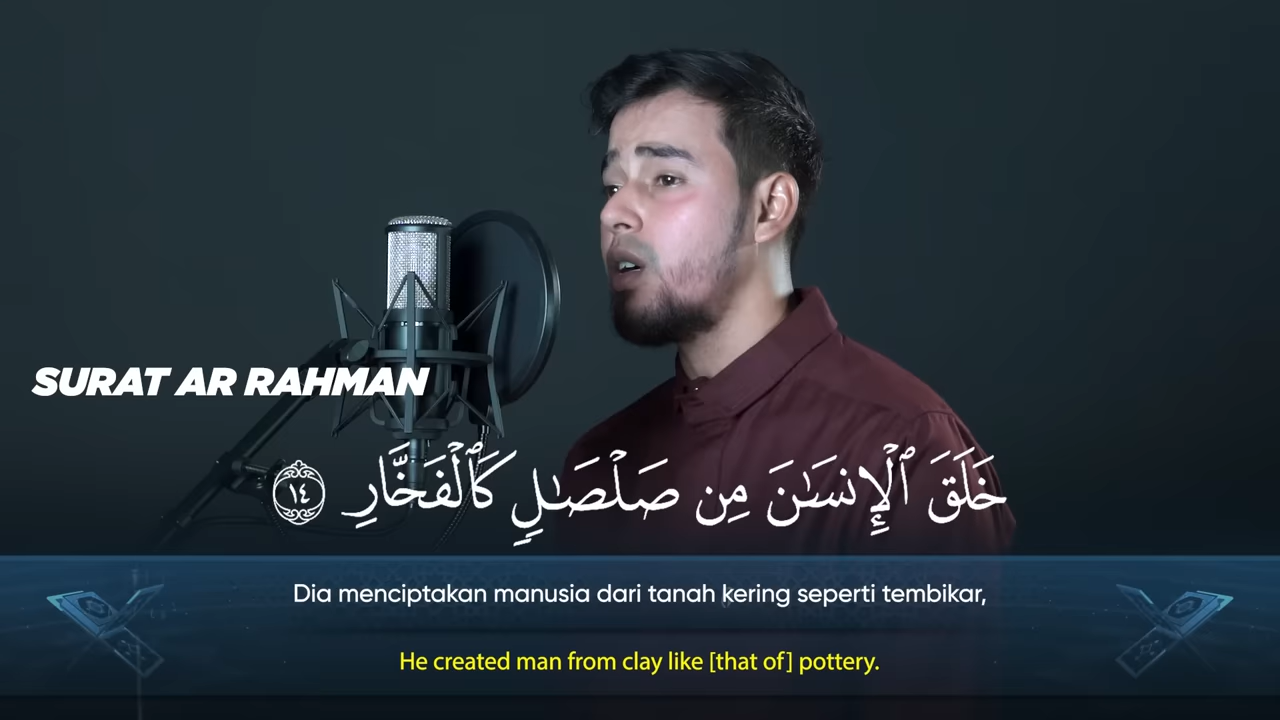 SURAT AR RAHMAN
خَلَقَ ٱلْإِنسَـٰنَ مِن صَلْصَـٰلٍ كَٱلْفَخَّارِ ١٤
Dia menciptakan manusia dari tanah kering seperti tembikar,
He created man from clay like [that of] pottery.